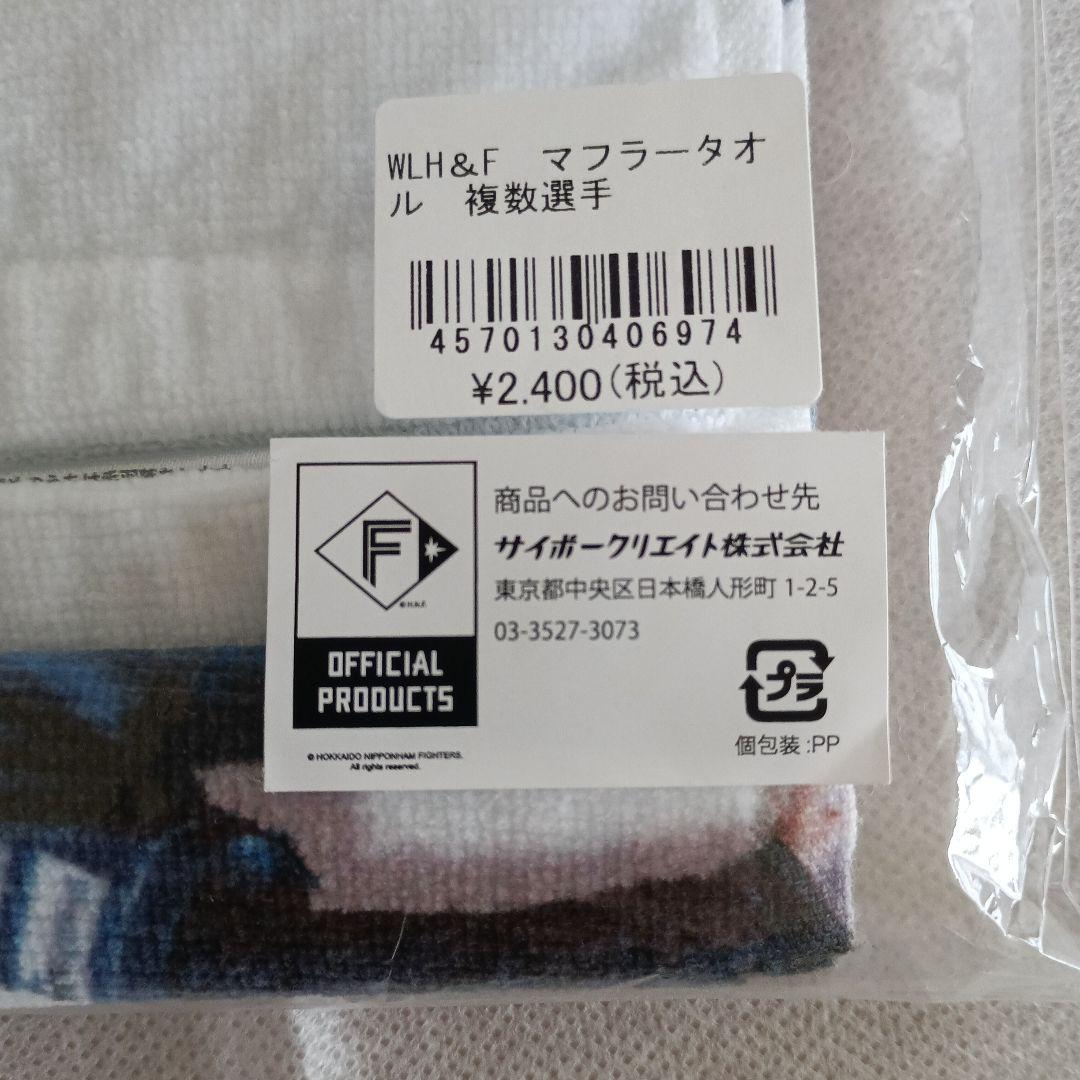 WLH＆F　マフラータオ
ル　複数選手
4570130406974
¥2.400(税込)
F
© H.N.F.
OFFICIAL
PRODUCTS
© HOKKAIDO NIPPONHAM FIGHTERS.
All rights reserved.
商品へのお問い合わせ先
サイボークリエイト株式会社
東京都中央区日本橋人形町 1-2-5
03-3527-3073
プラ
個包装 :PP